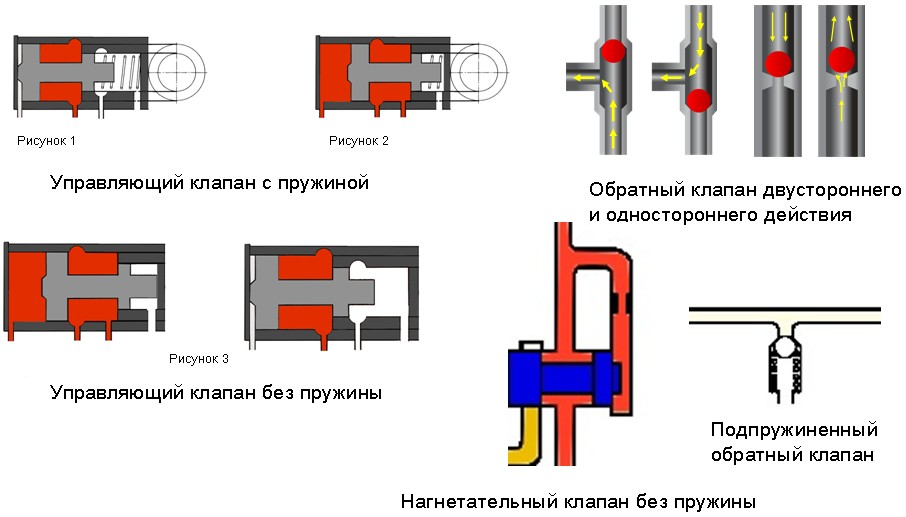 Рисунок 1
Рисунок 2
Управляющий клапан с пружиной
Обратный клапан двустороннего
и одностороннего действия
Рисунок 3
Управляющий клапан без пружины
Подпружиненный
обратный клапан
Нагнетательный клапан без пружины